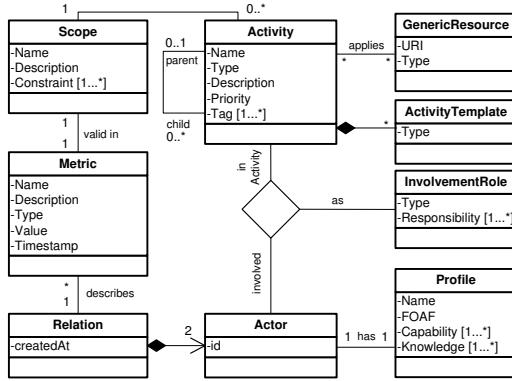 1
0..*
Scope
-Name
-Description
-Constraint [1...*]
Activity
-Name
-Type
-Description
-Priority
-Tag [1...*]
0..1
parent
child
0..*
applies
*
*
GenericResource
-URI
-Type
*
ActivityTemplate
-Type
1
valid in
1
Metric
-Name
-Description
-Type
-Value
-Timestamp
in
Activity
as
InvolvementRole
-Type
-Responsibility [1...*]
involved
*
describes
1
Relation
-createdAt
2
Actor
-id
1 has 1
Profile
-Name
-FOAF
-Capability [1...*]
-Knowledge [1...*]